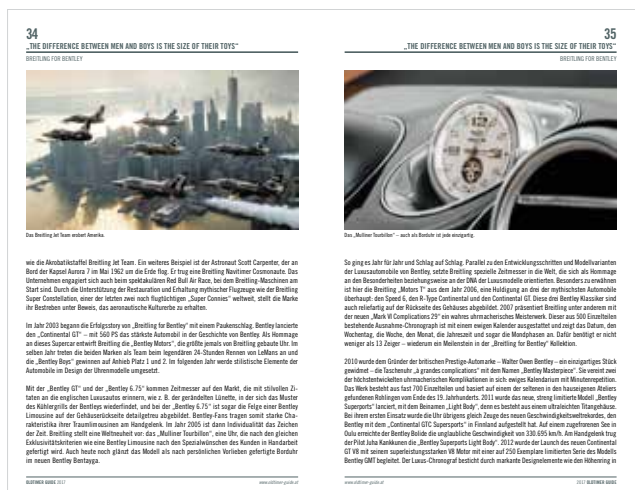 34
„THE DIFFERENCE BETWEEN MEN AND BOYS IS THE SIZE OF THEIR TOYS"
BREITLING FOR BENTLEY
Das Breitling Jet Team erobert Amerika.
wie die Akrobatikstaffel Breitling Jet Team. Ein weiteres Beispiel ist der Astronaut Scott Carpenter, der an
Bord der Kapsel Aurora 7 im Mai 1962 um die Erde flog. Er trug eine Breitling Navitimer Cosmonaute. Das
Unternehmen engagiert sich auch beim spektakulären Red Bull Air Race, bei dem Breitling-Maschinen am
Start sind. Durch die Unterstützung der Restauration und Erhaltung mythischer Flugzeuge wie der Breitling
Super Constellation, einer der letzten zwei noch flugtüchtigen „Super Connies" weltweit, stellt die Marke
ihr Bestreben unter Beweis, das aeronautische Kulturerbe zu erhalten.
Im Jahr 2003 begann die Erfolgstory von „Breitling for Bentley" mit einem Paukenschlag. Bentley lancierte
den „Continental GT" – mit 560 PS das stärkste Automobil in der Geschichte von Bentley. Als Hommage
an dieses Supercar entwirft Breitling die „Bentley Motors", die größte jemals von Breitling gebaute Uhr. Im
selben Jahr treten die beiden Marken als Team beim legendären 24-Stunden Rennen von LeMans an und
die „Bentley Boys" gewinnen auf Anhieb Platz 1 und 2. Im folgenden Jahr werden stilistische Elemente der
Automobile im Design der Uhrenmodelle umgesetzt.
Mit der „Bentley GT" und der „Bentley 6.75" kommen Zeitmesser auf den Markt, die mit stilvollen Zi-
taten an die englischen Luxusautos erinnern, wie z. B. der gerändelten Lünette, in der sich das Muster
des Kühlergrills der Bentleys wiederfindet, und bei der „Bentley 6.75" ist sogar die Felge einer Bentley
Limousine auf der Gehäuserückseite detailgetreu abgebildet. Bentley-Fans tragen somit starke Cha-
rakteristika ihrer Traumlimousinen am Handgelenk. Im Jahr 2005 ist dann Individualität das Zeichen
der Zeit. Breitling stellt eine Weltneuheit vor: das „Mulliner Tourbillon", eine Uhr, die nach den gleichen
Exklusivitätskriterien wie eine Bentley Limousine nach den Spezialwünschen des Kunden in Handarbeit
gefertigt wird. Auch heute noch glänzt das Modell als nach persönlichen Vorlieben gefertigte Borduhr
im neuen Bentley Bentayga.
OLDTIMER GUIDE 2017
www.oldtimer-guide.at
35
„THE DIFFERENCE BETWEEN MEN AND BOYS IS THE SIZE OF THEIR TOYS"
BREITLING FOR BENTLEY
Das „Mulliner Tourbillon" – auch als Borduhr ist jede einzigartig.
So ging es Jahr für Jahr und Schlag auf Schlag. Parallel zu den Entwicklungsschritten und Modellvarianten
der Luxusautomobile von Bentley, setzte Breitling spezielle Zeitmesser in die Welt, die sich als Hommage
an den Besonderheiten beziehungsweise an der DNA der Luxusmodelle orientierten. Besonders zu erwähnen
ist hier die Breitling „Motors T" aus dem Jahr 2006, eine Huldigung an drei der mythischsten Automobile
überhaupt: den Speed 6, den R-Type Continental und den Continental GT. Diese drei Bentley Klassiker sind
auch reliefartig auf der Rückseite des Gehäuses abgebildet. 2007 präsentiert Breitling unter anderem mit
der neuen „Mark VI Complications 29" ein wahres uhrmacherisches Meisterwerk. Dieser aus 500 Einzelteilen
bestehende Ausnahme-Chronograph ist mit einem ewigen Kalender ausgestattet und zeigt das Datum, den
Wochentag, die Woche, den Monat, die Jahreszeit und sogar die Mondphasen an. Dafür benötigt er nicht
weniger als 13 Zeiger – wiederum ein Meilenstein in der „Breitling for Bentley" Kollektion.
2010 wurde dem Gründer der britischen Prestige-Automarke – Walter Owen Bentley – ein einzigartiges Stück
gewidmet – die Taschenuhr „à grandes complications" mit dem Namen „Bentley Masterpiece". Sie vereint zwei
der höchstentwickelten uhrmacherischen Komplikationen in sich: ewiges Kalendarium mit Minutenrepetition.
Das Werk besteht aus fast 700 Einzelteilen und basiert auf einem der seltenen in den hauseigenen Ateliers
gefundenen Rohlingen vom Ende des 19. Jahrhunderts. 2011 wurde das neue, streng limitierte Modell „Bentley
Supersports" lanciert, mit dem Beinamen „Light Body", denn es besteht aus einem ultraleichten Titangehäuse.
Bei ihrem ersten Einsatz wurde die Uhr übrigens gleich Zeuge des neuen Geschwindigkeitsweltrekordes, den
Bentley mit dem „Continental GTC Supersports" in Finnland aufgestellt hat. Auf einem zugefrorenen See in
Oulu erreichte der Bentley Bolide die unglaubliche Geschwindigkeit von 330.695 km/h. Am Handgelenk trug
der Pilot Juha Kankkunen die „Bentley Supersports Light Body". 2012 wurde der Launch des neuen Continental
GT V8 mit einem superleistungsstarken V8 Motor mit einer auf 250 Exemplare limitierten Serie des Modells
Bentley GMT begleitet. Der Luxus-Chronograf besticht durch markante Designelemente wie den Höhenring in
www.oldtimer-guide.at
2017 OLDTIMER GUIDE